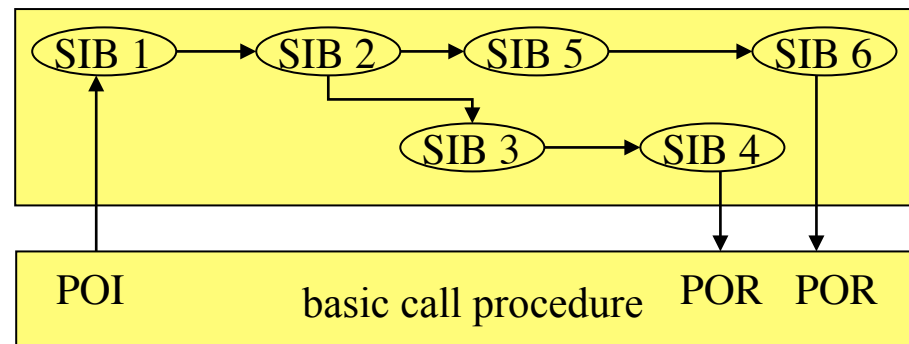 SIB 1 SIB 2 SIB 5 SIB 6
SIB 3 SIB 4
POI basic call procedure POR POR